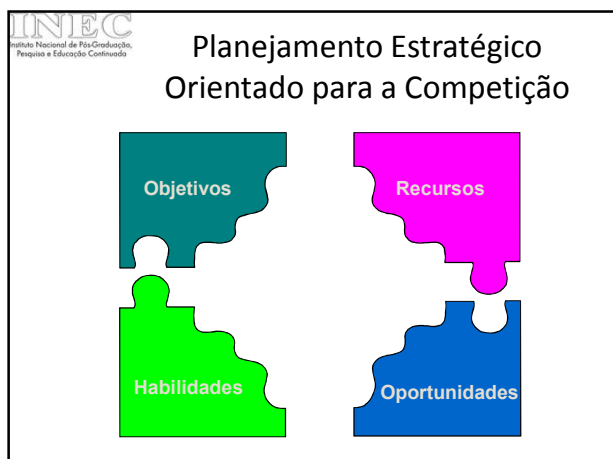 INEC
Instituto Nacional de Pós-Graduação,
Pesquisa e Educação Continuada
Planejamento Estratégico
Orientado para a Competição
Objetivos
Recursos
Habilidades
Oportunidades